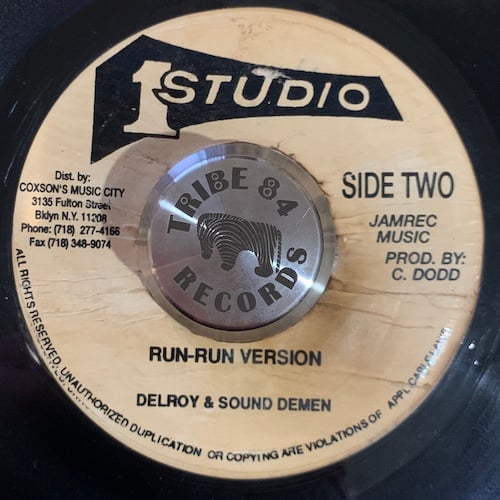 1 STUDIO
Dist. by:
COXSON'S MUSIC CITY
3135 Fulton Street
Bklyn N.Y. 11208
Phone: (718) 277-4166
Fax (718) 348-9074
SIDE TWO
JAMREC
MUSIC
PROD. BY:
C. DODD
TRIBE 84
RECORDS
RUN-RUN VERSION
DELROY & SOUND DEMEN
ALL RIGHTS RESERVED. UNAUTHORIZED DUPLICATION OR COPYING ARE VIOLATIONS OF APPLICABLE LAWS